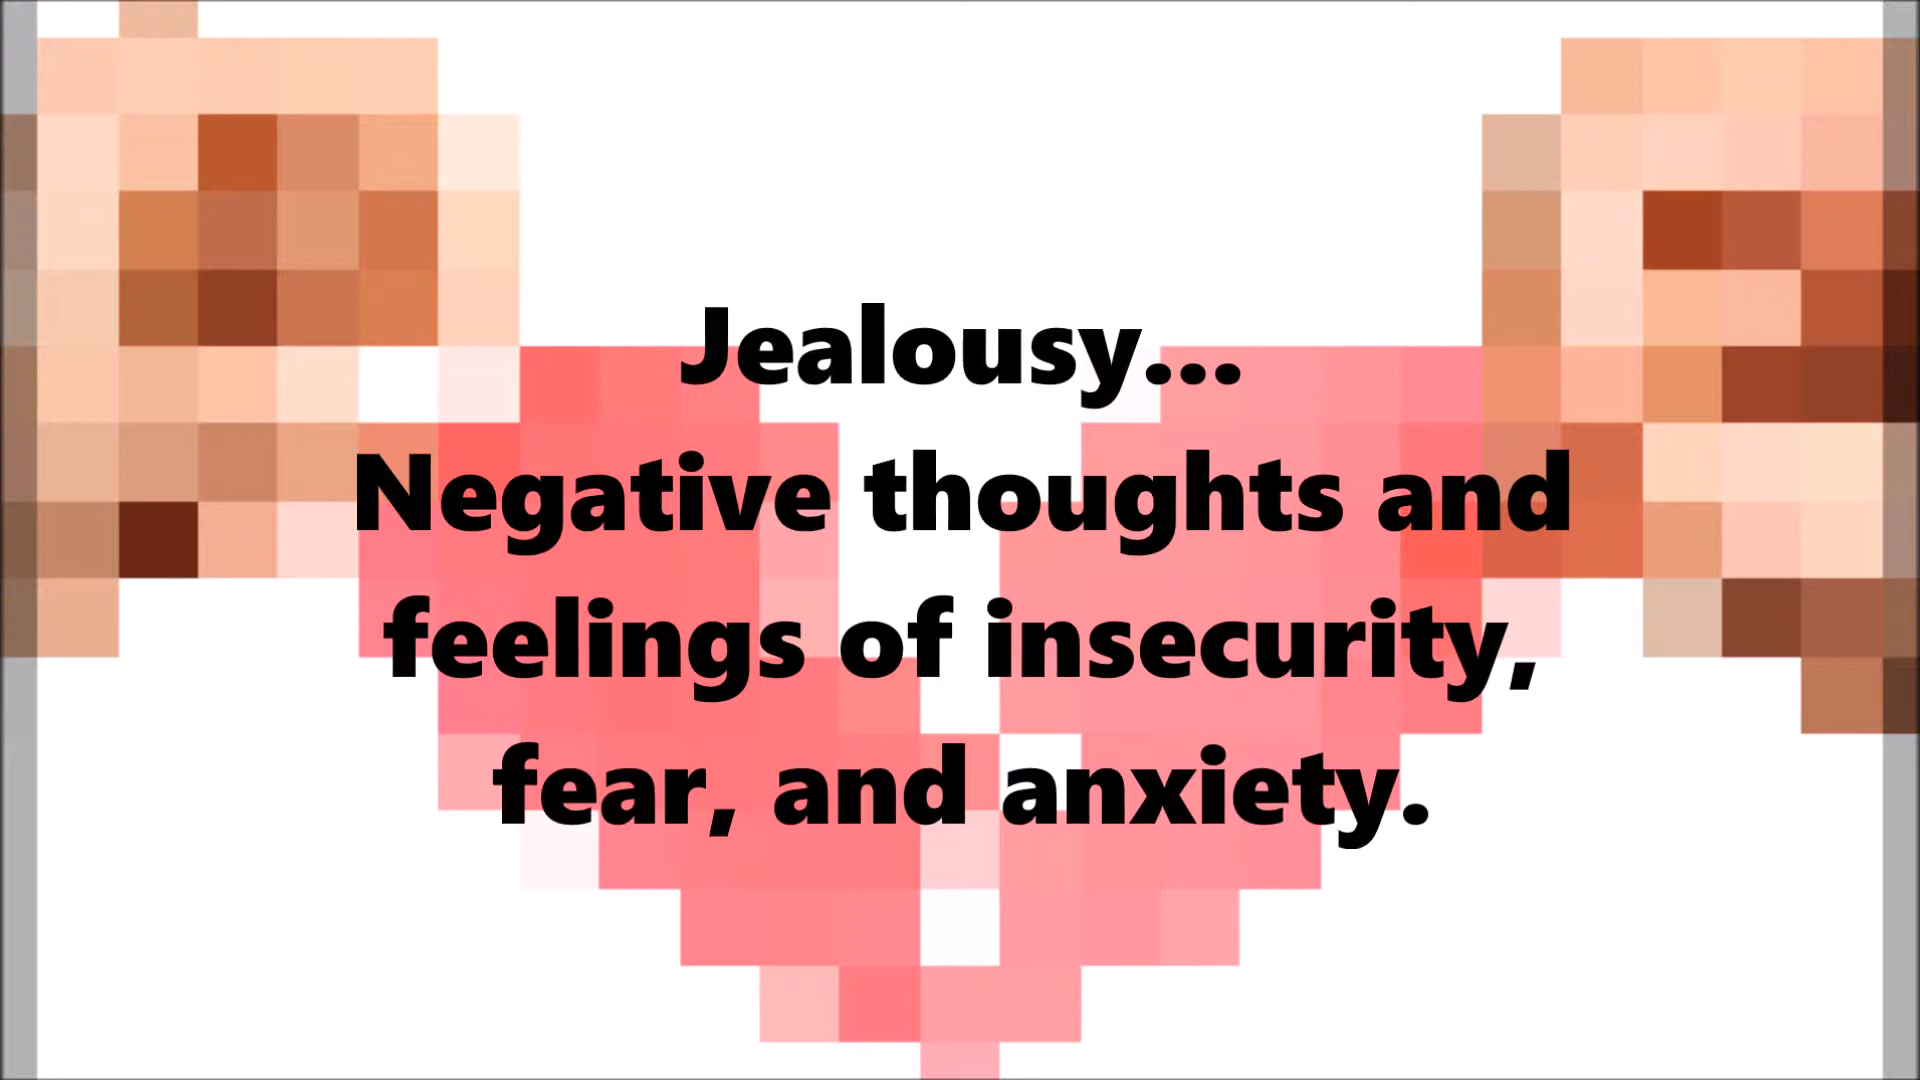 Jealousy...
Negative thoughts and
feelings of insecurity,
fear, and anxiety.